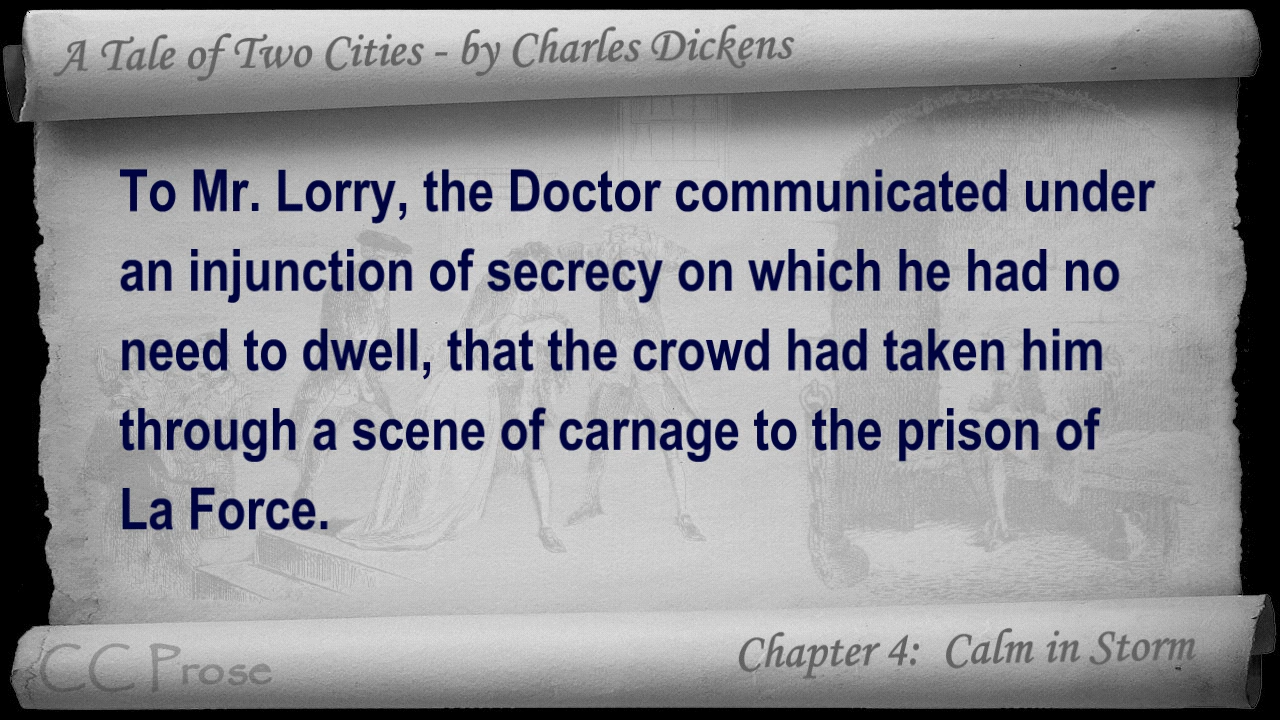 A Tale of Two Cities - by Charles Dickens
To Mr. Lorry, the Doctor communicated under
an injunction of secrecy on which he had no
need to dwell, that the crowd had taken him
through a scene of carnage to the prison of
La Force.
CC Prose
Chapter 4: Calm in Storm